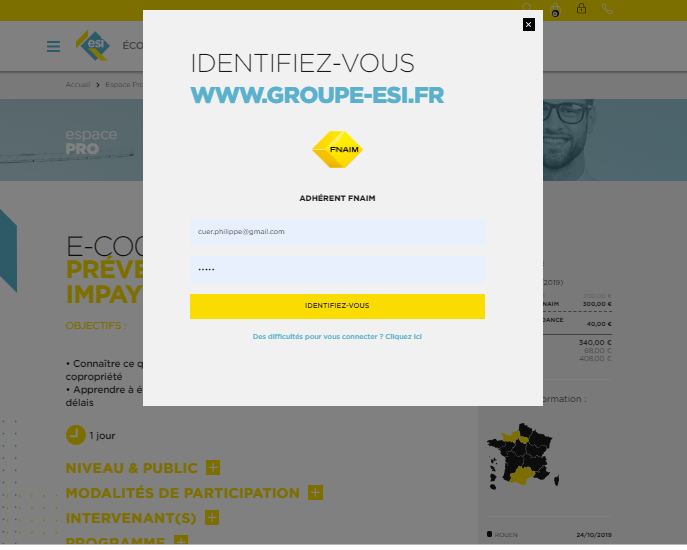 0
esi
ÉCO
Accueil > Espace Pro
espace
PRO
IDENTIFIEZ-VOUS
WWW.GROUPE-ESI.FR
FNAIM
ADHÉRENT FNAIM
cuer.philippe@gmail.com
•••••
IDENTIFIEZ-VOUS
Des difficultés pour vous connecter ? Cliquez ici
E-COO
PRÉVE
IMPAY
OBJECTIFS :
• Connaître ce q
copropriété
• Apprendre à é
délais
1 jour
NIVEAU & PUBLIC +
MODALITÉS DE PARTICIPATION +
INTERVENANT(S) +
PROGRAMME +
2019)
NAIM 300,00 €
DANCE 40,00 €
340,00 €
68,00 €
408,00 €
ormation :
ROUEN 24/10/2019